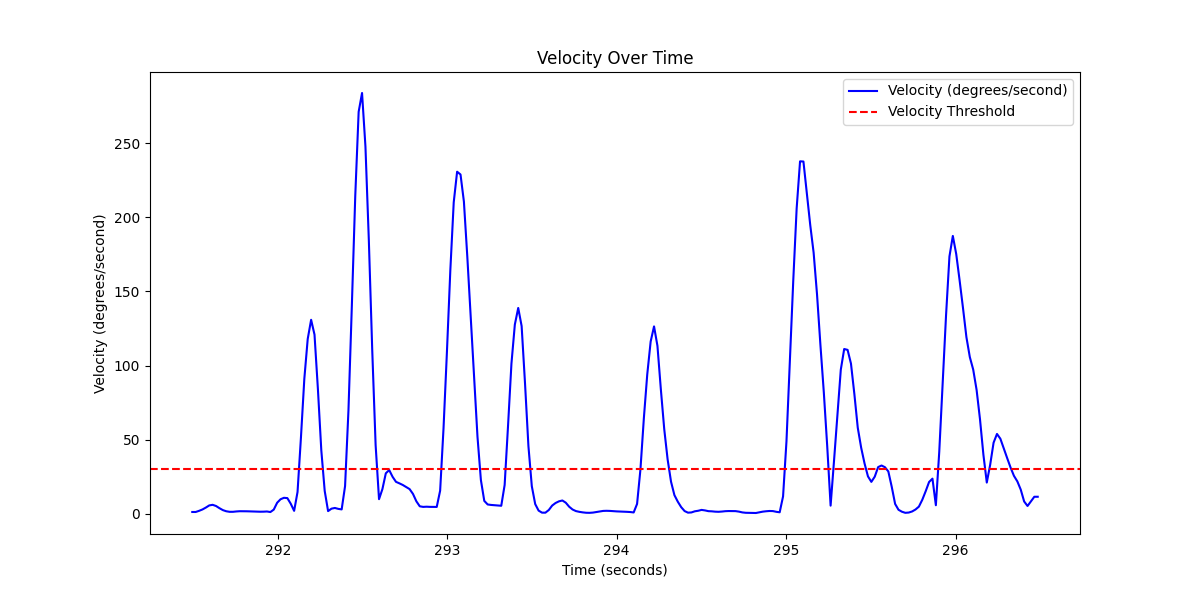 Velocity Over Time
Velocity (degrees/second)
Velocity Threshold
Velocity (degrees/second)
250
200
150
100
50
0
292
293
294
295
296
Time (seconds)